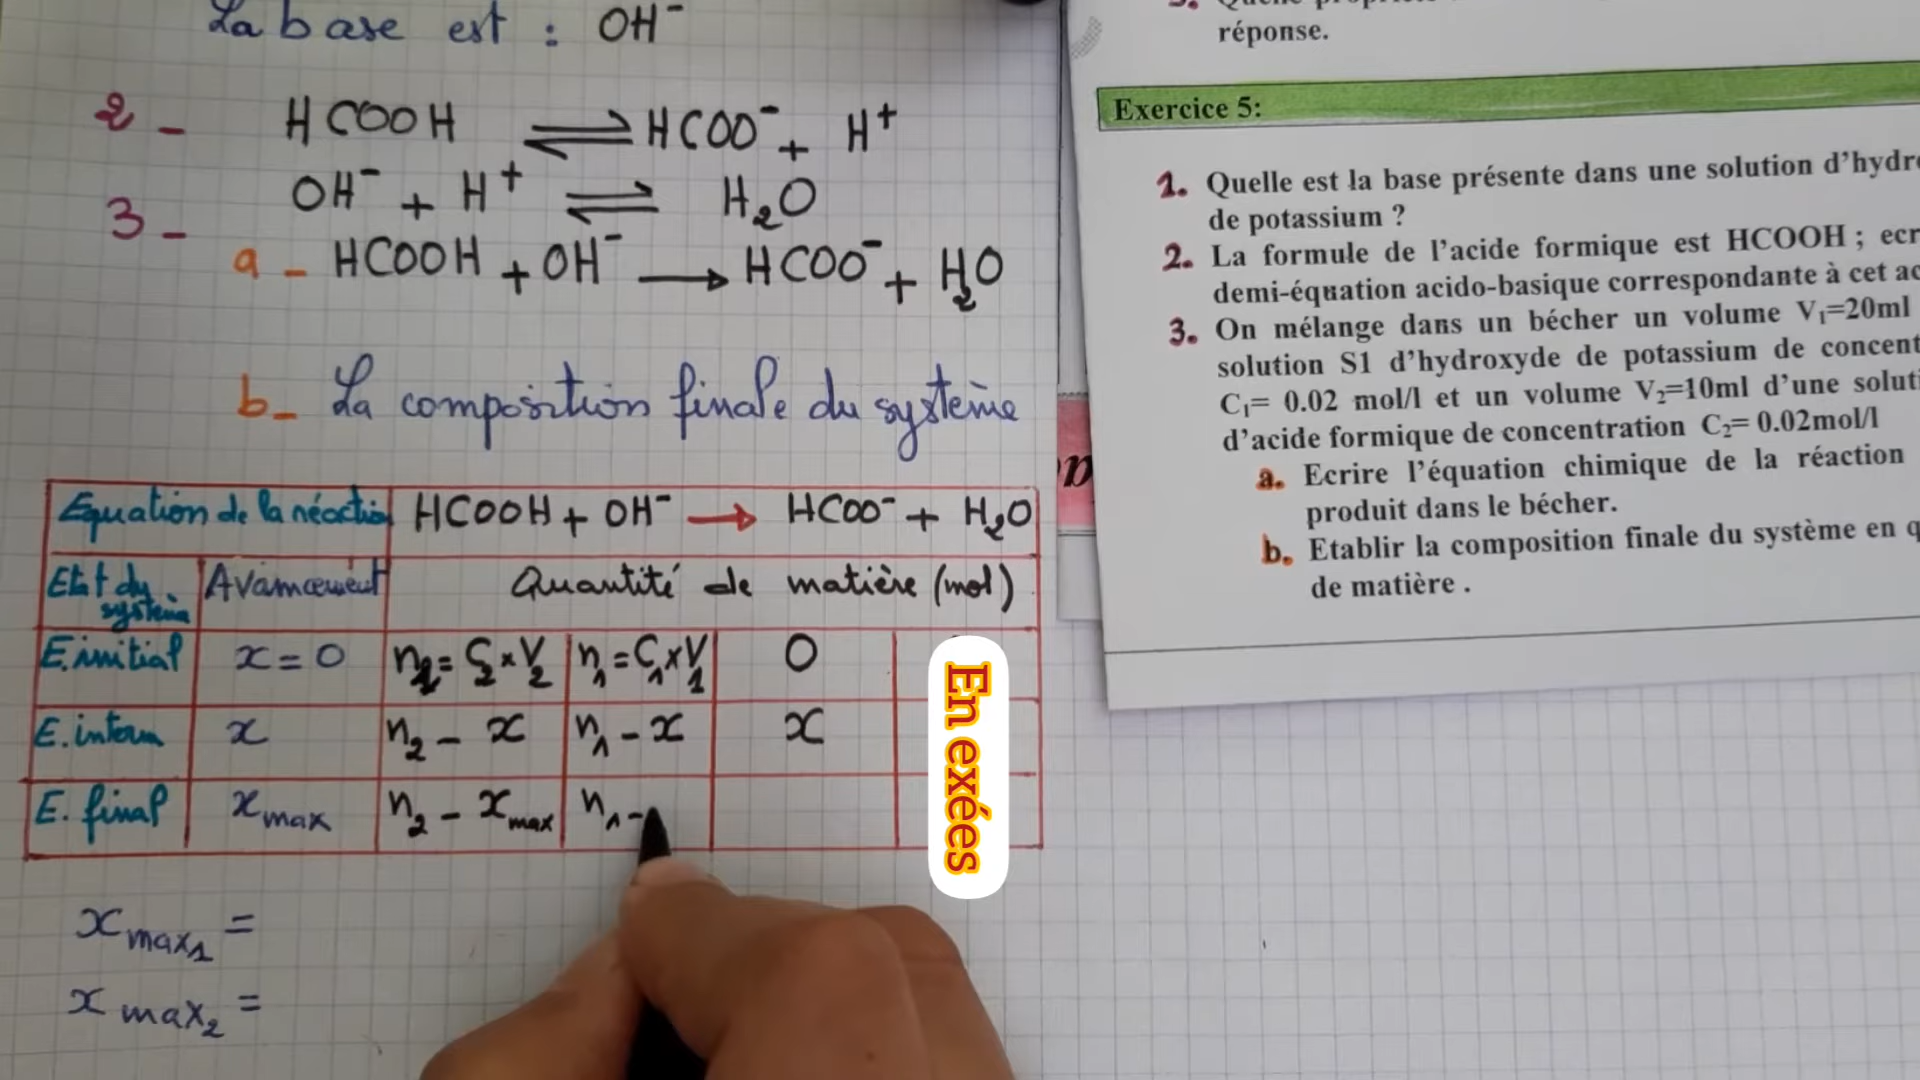 La base est : OH⁻
2 - HCOOH ⇌ HCOO⁻ + H⁺
OH⁻ + H⁺ ⇌ H₂O
3 -
a - HCOOH + OH⁻ → HCOO⁻ + H₂O
b - La composition finale du système
Equation de la réaction HCOOH + OH⁻ → HCOO⁻ + H₂O
Etat du système Avancement Quantité de matière (mol)
E. initial x = 0 n₂ = C₂ x V₂ n₁ = C₁ x V₁ 0
E. interm x n₂ - x n₁ - x x
E. final xmax n₂ - xmax n₁ -
En exées
xmax₁ =
xmax₂ =
réponse.
Exercice 5:
1. Quelle est la base présente dans une solution d'hydro
de potassium ?
2. La formule de l'acide formique est HCOOH ; ecr
demi-équation acido-basique correspondante à cet ac
3. On mélange dans un bécher un volume V₁=20ml
solution S1 d'hydroxyde de potassium de concent
C₁= 0.02 mol/l et un volume V₂=10ml d'une soluti
d'acide formique de concentration C₂= 0.02mol/l
a. Ecrire l'équation chimique de la réaction
produit dans le bécher.
b. Etablir la composition finale du système en q
de matière .